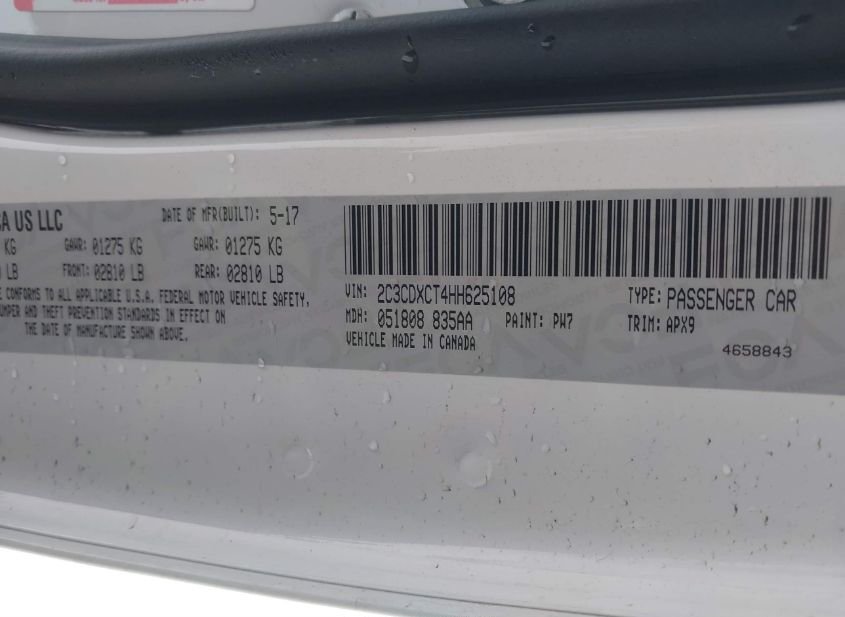 CA US LLC
DATE OF MFR(BUILT): 5-17
KG GAWR: 01275 KG GAWR: 01275 KG
LB FRONT: 02810 LB REAR: 02810 LB
CONFORMS TO ALL APPLICABLE U.S.A. FEDERAL MOTOR VEHICLE SAFETY,
BUMPER AND THEFT PREVENTION STANDARDS IN EFFECT ON
THE DATE OF MANUFACTURE SHOWN ABOVE.
VIN: 2C3CDXCT4HH625108
TYPE: PASSENGER CAR
MDH: 051808 835AA PAINT: PW7 TRIM: APX9
VEHICLE MADE IN CANADA
4658843